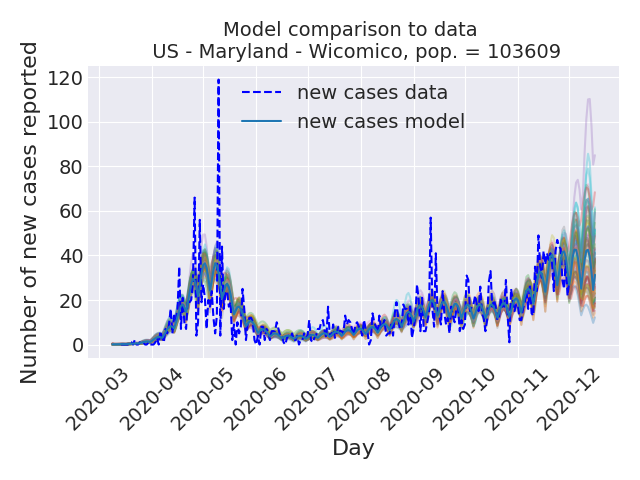 Model comparison to data
US - Maryland - Wicomico, pop. = 103609
Number of new cases reported
120
100
80
60
40
20
0
new cases data
new cases model
2020-03
2020-04
2020-05
2020-06
2020-07
2020-08
2020-09
2020-10
2020-11
2020-12
Day